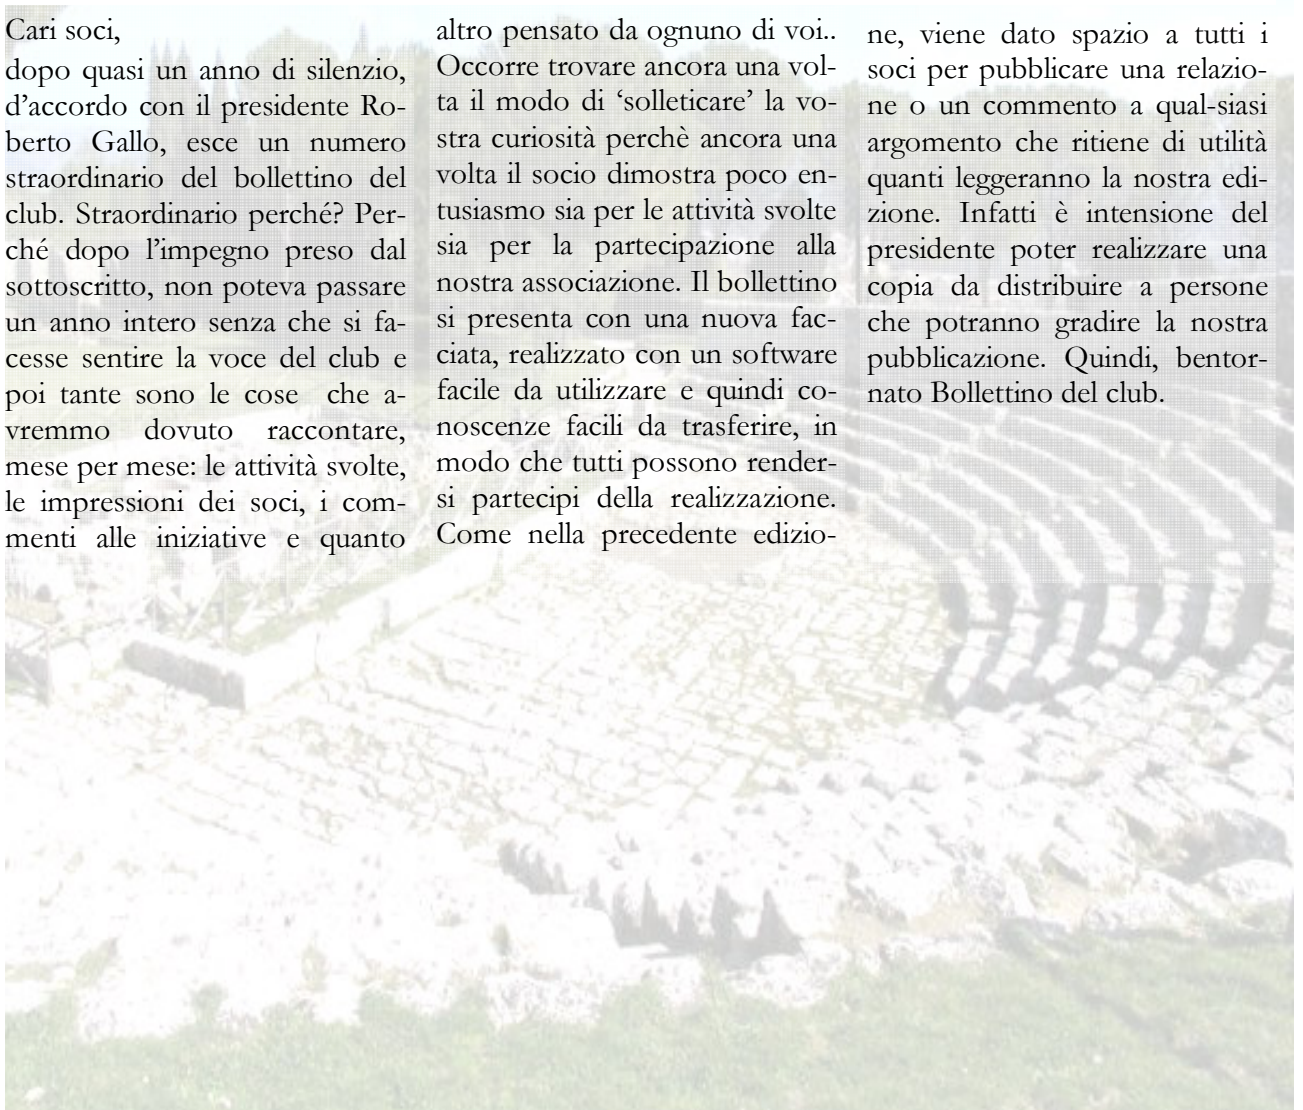 Cari soci,
dopo quasi un anno di silenzio,
d’accordo con il presidente Ro-
berto Gallo, esce un numero
straordinario del bollettino del
club. Straordinario perché? Per-
ché dopo l’impegno preso dal
sottoscritto, non poteva passare
un anno intero senza che si fa-
cesse sentire la voce del club e
poi tante sono le cose che a-
vremmo dovuto raccontare,
mese per mese: le attività svolte,
le impressioni dei soci, i com-
menti alle iniziative e quanto
altro pensato da ognuno di voi..
Occorre trovare ancora una vol-
ta il modo di ‘solleticare’ la vo-
stra curiosità perchè ancora una
volta il socio dimostra poco en-
tusiasmo sia per le attività svolte
sia per la partecipazione alla
nostra associazione. Il bollettino
si presenta con una nuova fac-
ciata, realizzato con un software
facile da utilizzare e quindi co-
noscenze facili da trasferire, in
modo che tutti possono render-
si partecipi della realizzazione.
Come nella precedente edizio-
ne, viene dato spazio a tutti i
soci per pubblicare una relazio-
ne o un commento a qual-siasi
argomento che ritiene di utilità
quanti leggeranno la nostra edi-
zione. Infatti è intensione del
presidente poter realizzare una
copia da distribuire a persone
che potranno gradire la nostra
pubblicazione. Quindi, bentor-
nato Bollettino del club.